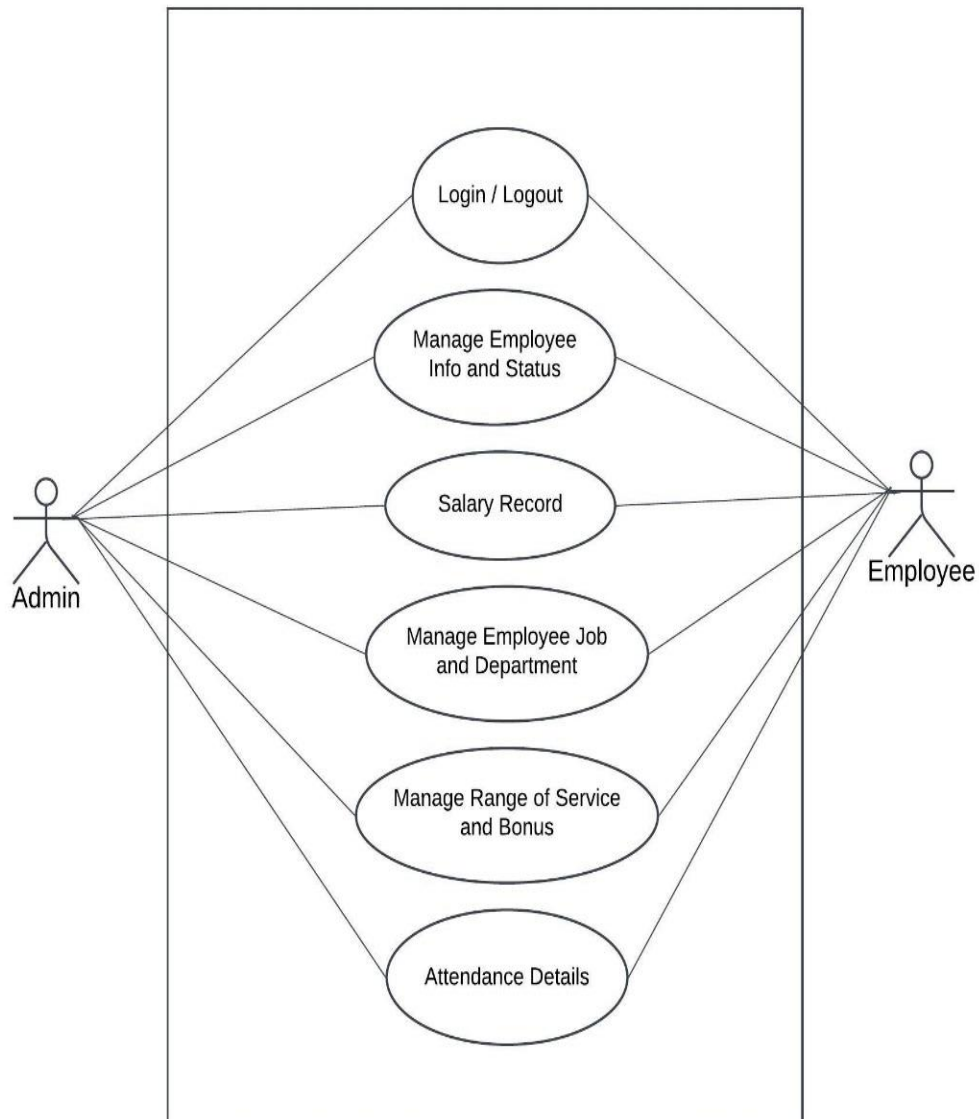 Login / Logout
Manage Employee
Info and Status
Salary Record
Admin
Employee
Manage Employee Job
and Department
Manage Range of Service
and Bonus
Attendance Details